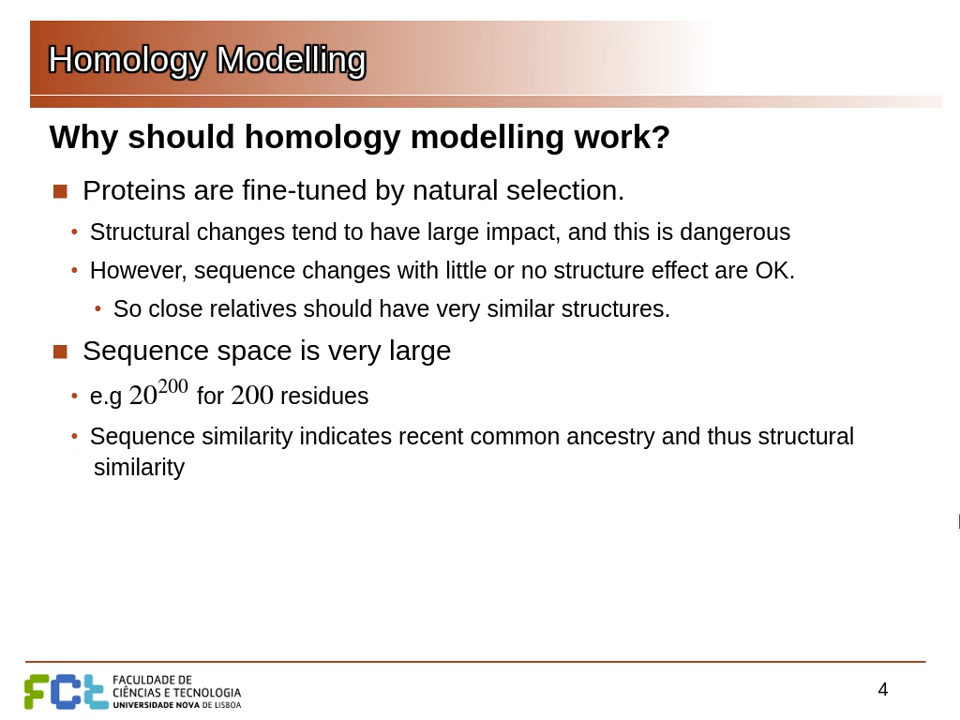 Homology Modelling
Why should homology modelling work?
■ Proteins are fine-tuned by natural selection.
• Structural changes tend to have large impact, and this is dangerous
• However, sequence changes with little or no structure effect are OK.
• So close relatives should have very similar structures.
■ Sequence space is very large
• e.g 20^200 for 200 residues
• Sequence similarity indicates recent common ancestry and thus structural
similarity
FCt
FACULDADE DE
CIÊNCIAS E TECNOLOGIA
UNIVERSIDADE NOVA DE LISBOA
4